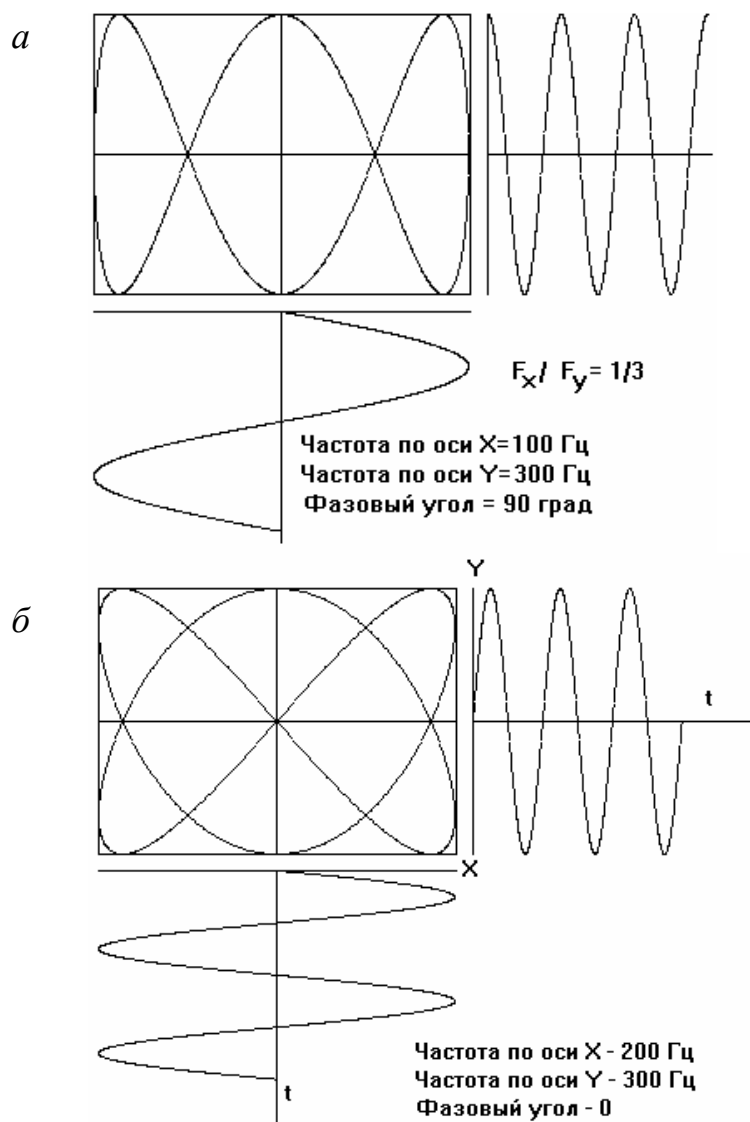 а
Fx/ Fy= 1/3
Частота по оси X=100 Гц
Частота по оси Y=300 Гц
Фазовый угол = 90 град
Y
б
t
X
t
Частота по оси X - 200 Гц
Частота по оси Y - 300 Гц
Фазовый угол - 0